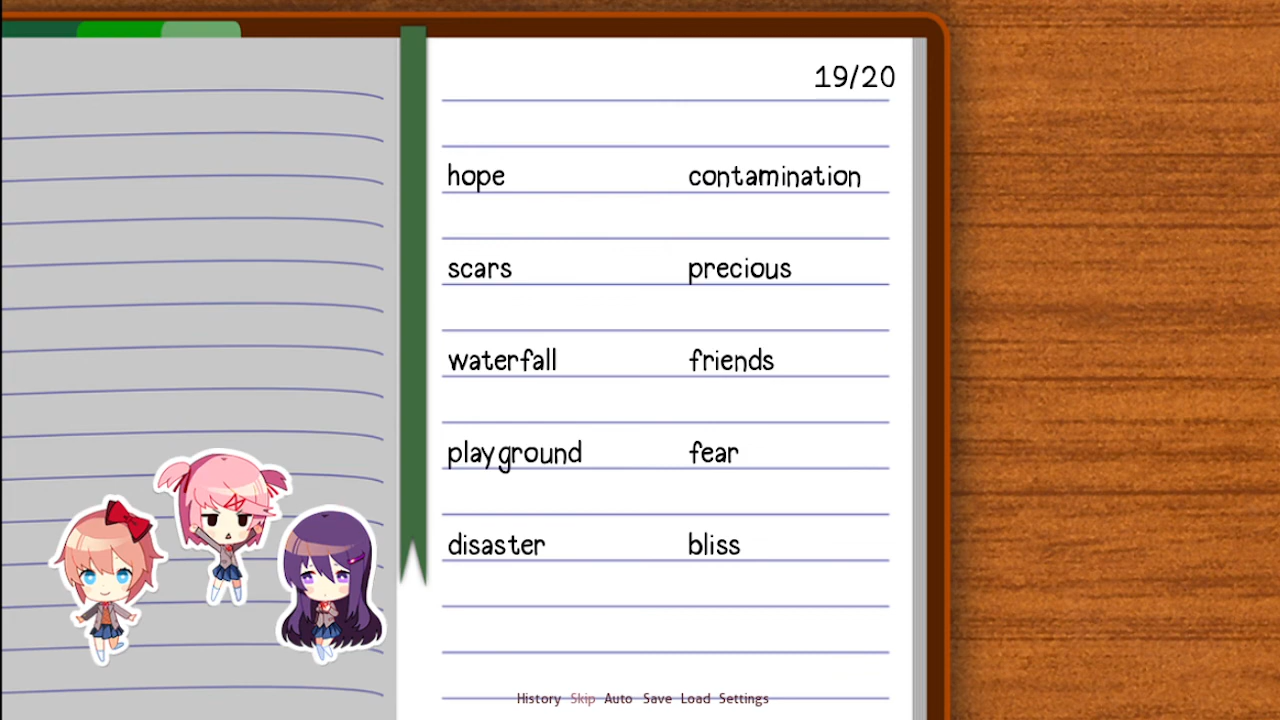 19/20
hope contamination
scars precious
waterfall friends
playground fear
disaster bliss
History Skip Auto Save Load Settings